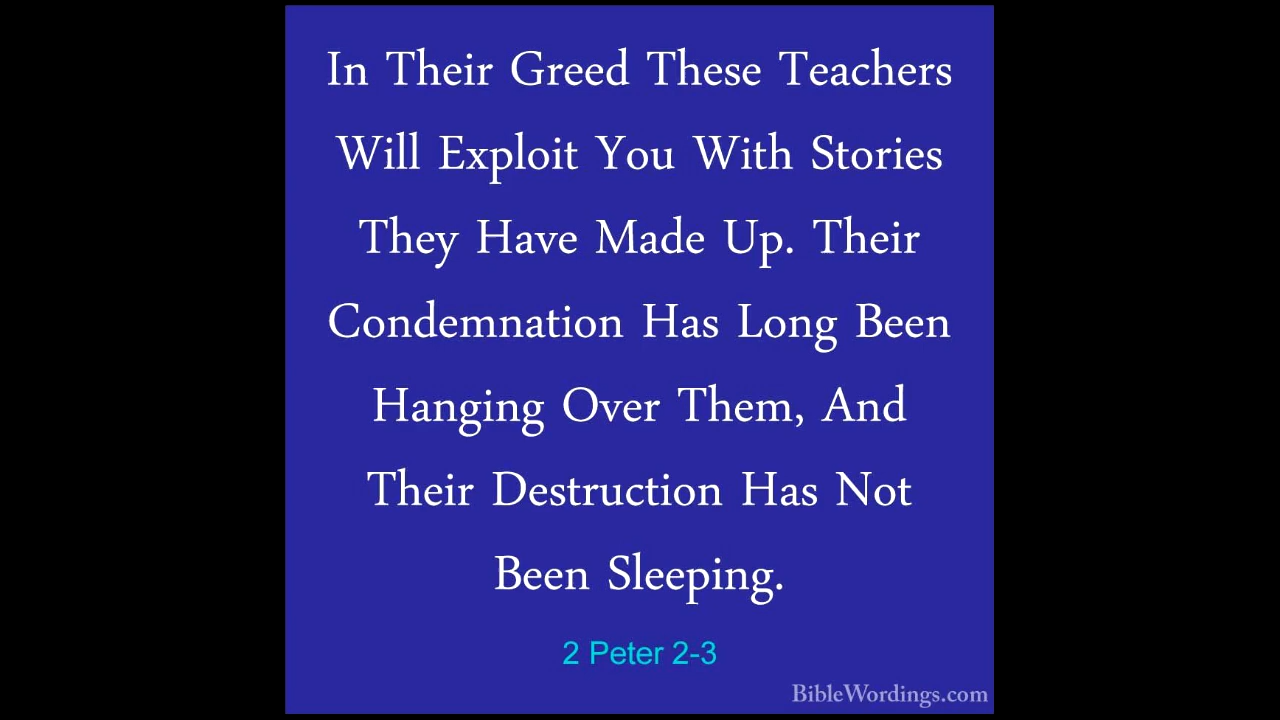 In Their Greed These Teachers
Will Exploit You With Stories
They Have Made Up. Their
Condemnation Has Long Been
Hanging Over Them, And
Their Destruction Has Not
Been Sleeping.
2 Peter 2-3
BibleWordings.com